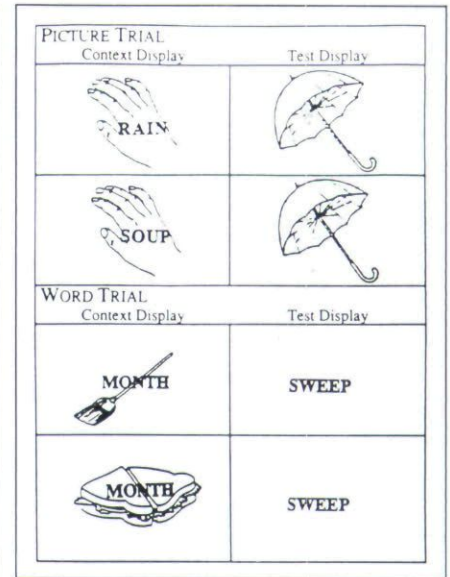 PICTURE TRIAL
Context Display Test Display
RAIN
SOUP
WORD TRIAL
Context Display Test Display
MONTH SWEEP
MONTH SWEEP